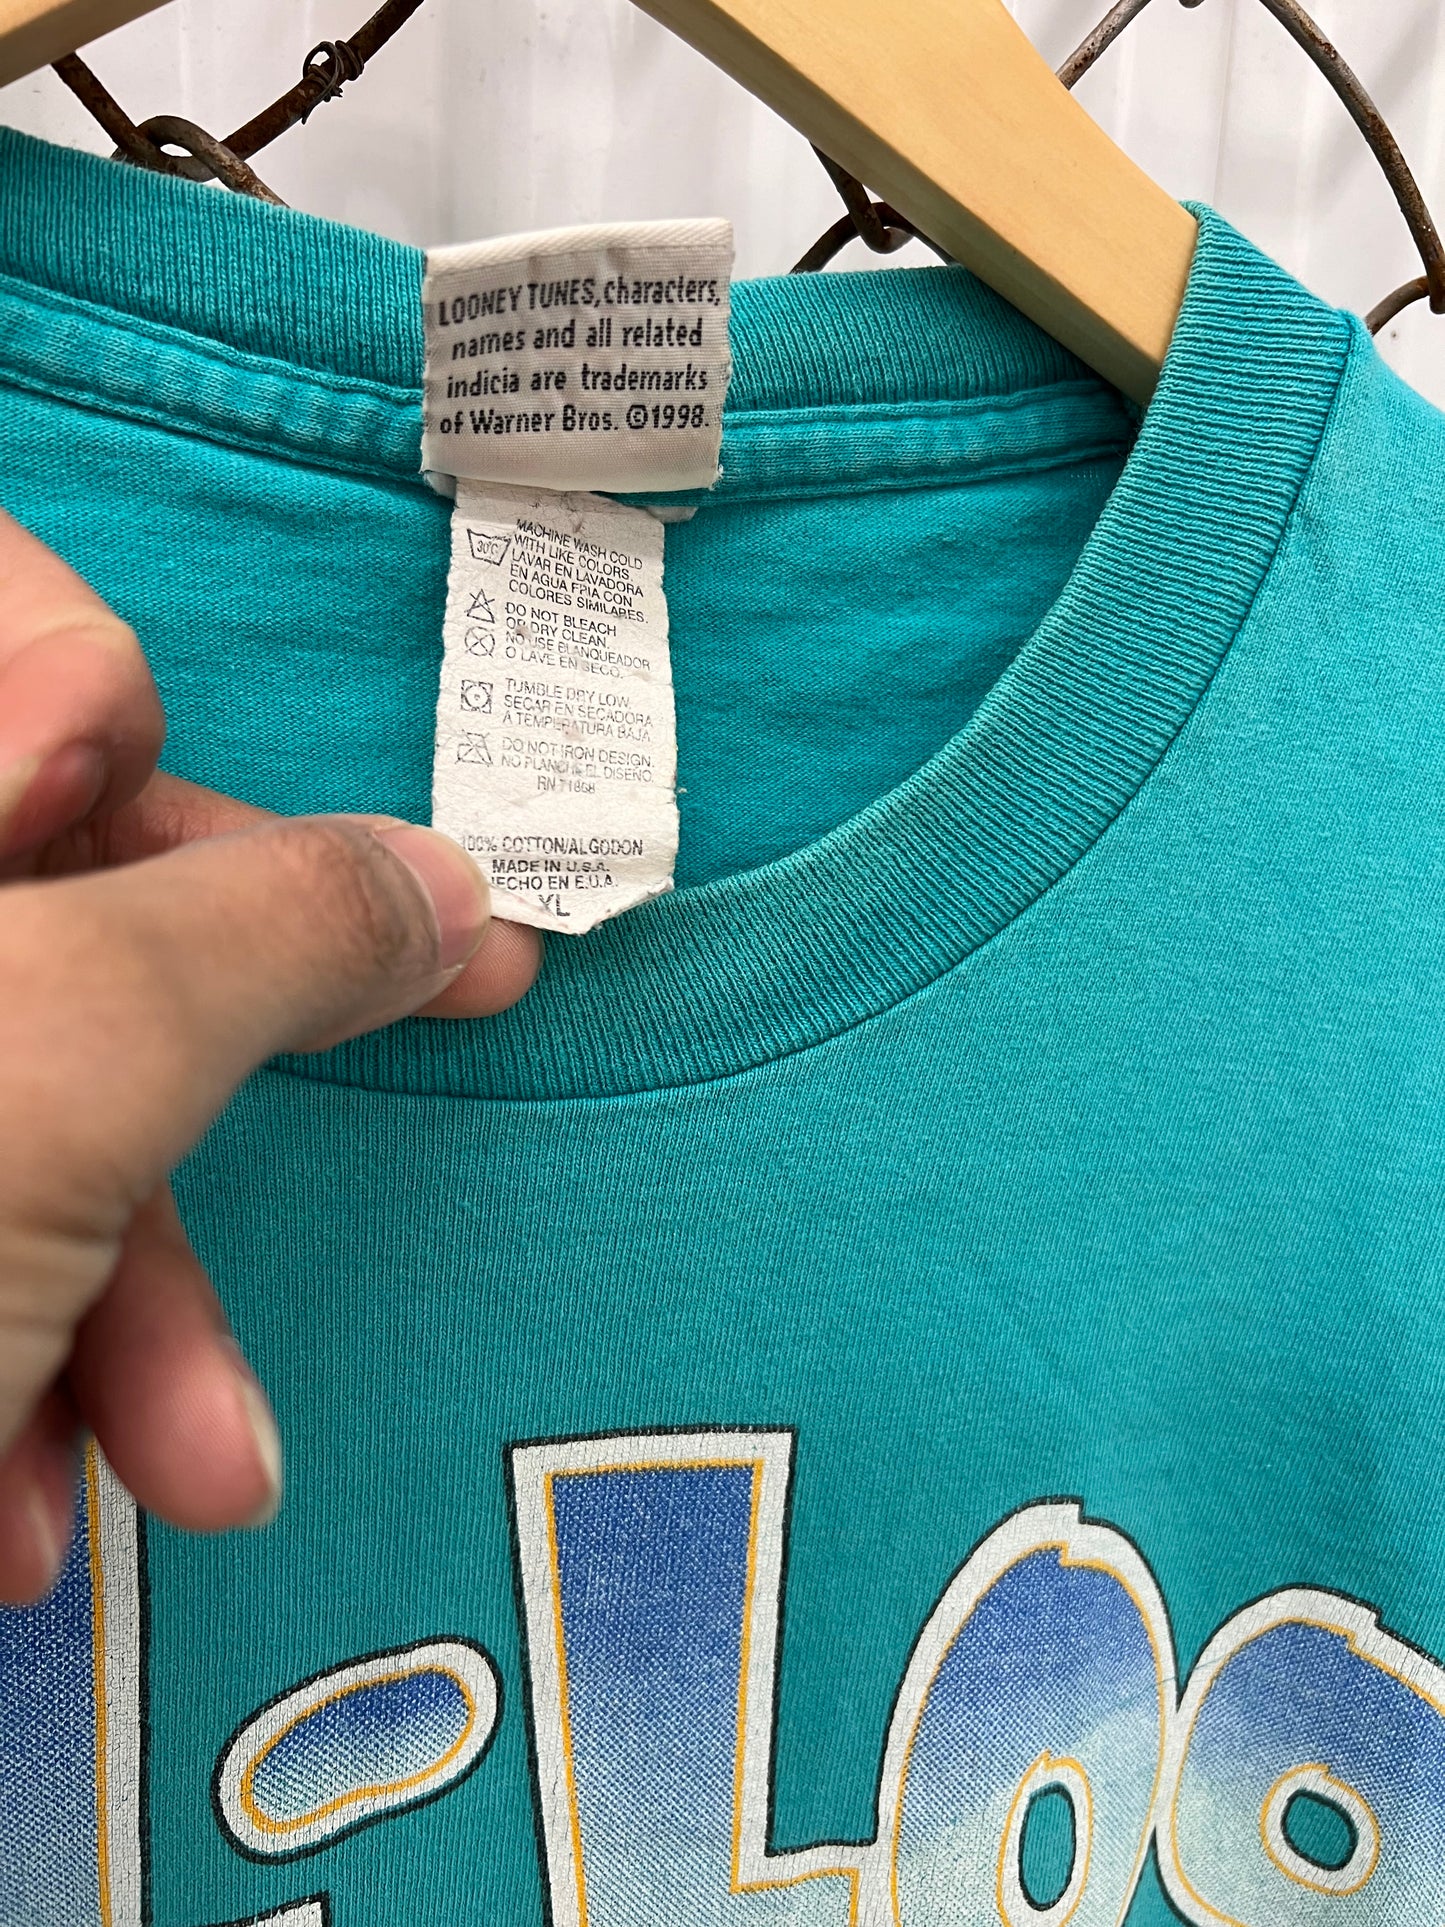 LOONEY TUNES, characters,
names and all related
indicia are trademarks
of Warner Bros. ©1998.
30°C
MACHINE WASH COLD
WITH LIKE COLORS.
LAVAR EN LAVADORA
EN AGUA FRIA CON
COLORES SIMILARES.
DO NOT BLEACH
OR DRY CLEAN.
NO USE BLANQUEADOR
O LAVE EN SECO.
TUMBLE DRY LOW.
SECAR EN SECADORA
A TEMPERATURA BAJA.
DO NOT IRON DESIGN.
NO PLANCHE EL DISEÑO.
RN 71868
100% COTTON/ALGODON
MADE IN U.S.A.
HECHO EN E.U.A.
XL
Loo